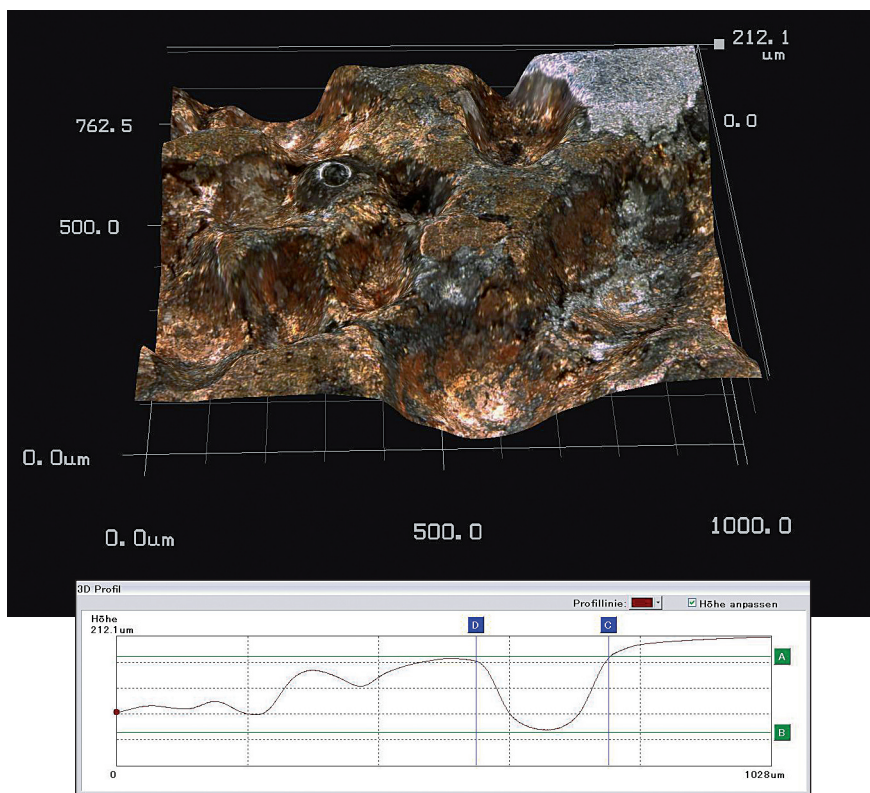 212.1
um
762.5
0.0
500.0
0.0um
0.0um
500.0
1000.0
3D Profil
Profillinie:
Höhe anpassen
Höhe
212.1um
D
C
A
B
0
1028um